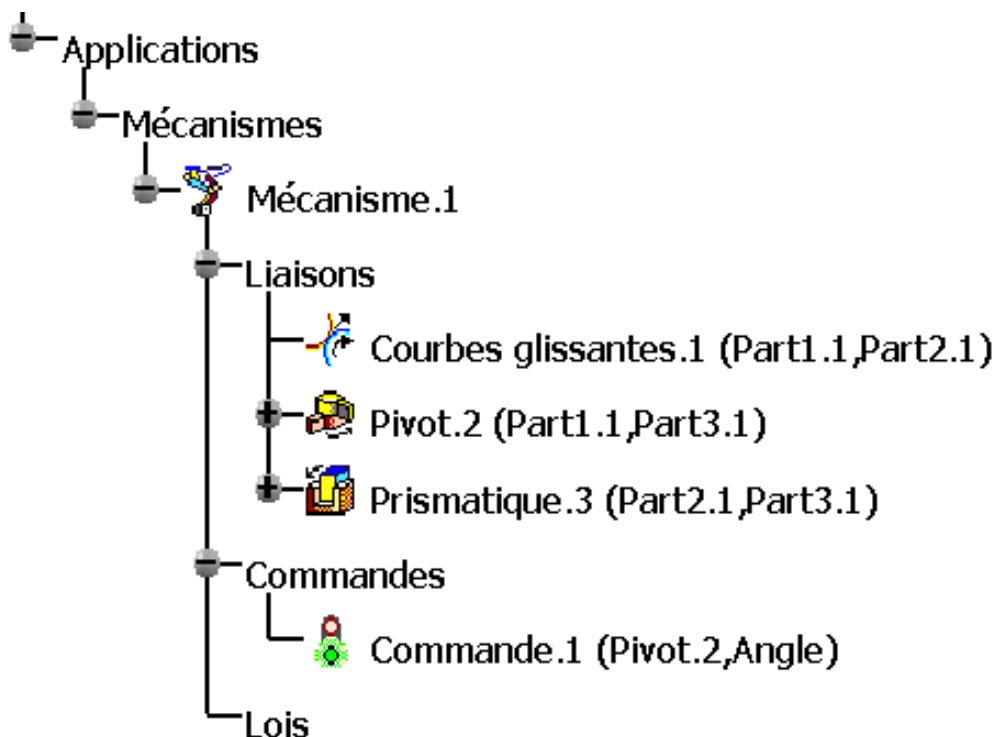 Applications
Mécanismes
Mécanisme.1
Liaisons
Courbes glissantes.1 (Part1.1,Part2.1)
Pivot.2 (Part1.1,Part3.1)
Prismatique.3 (Part2.1,Part3.1)
Commandes
Commande.1 (Pivot.2,Angle)
Lois